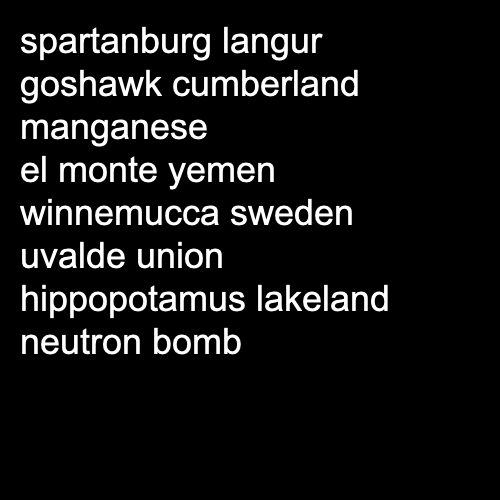 spartanburg langur
goshawk cumberland
manganese
el monte yemen
winnemucca sweden
uvalde union
hippopotamus lakeland
neutron bomb